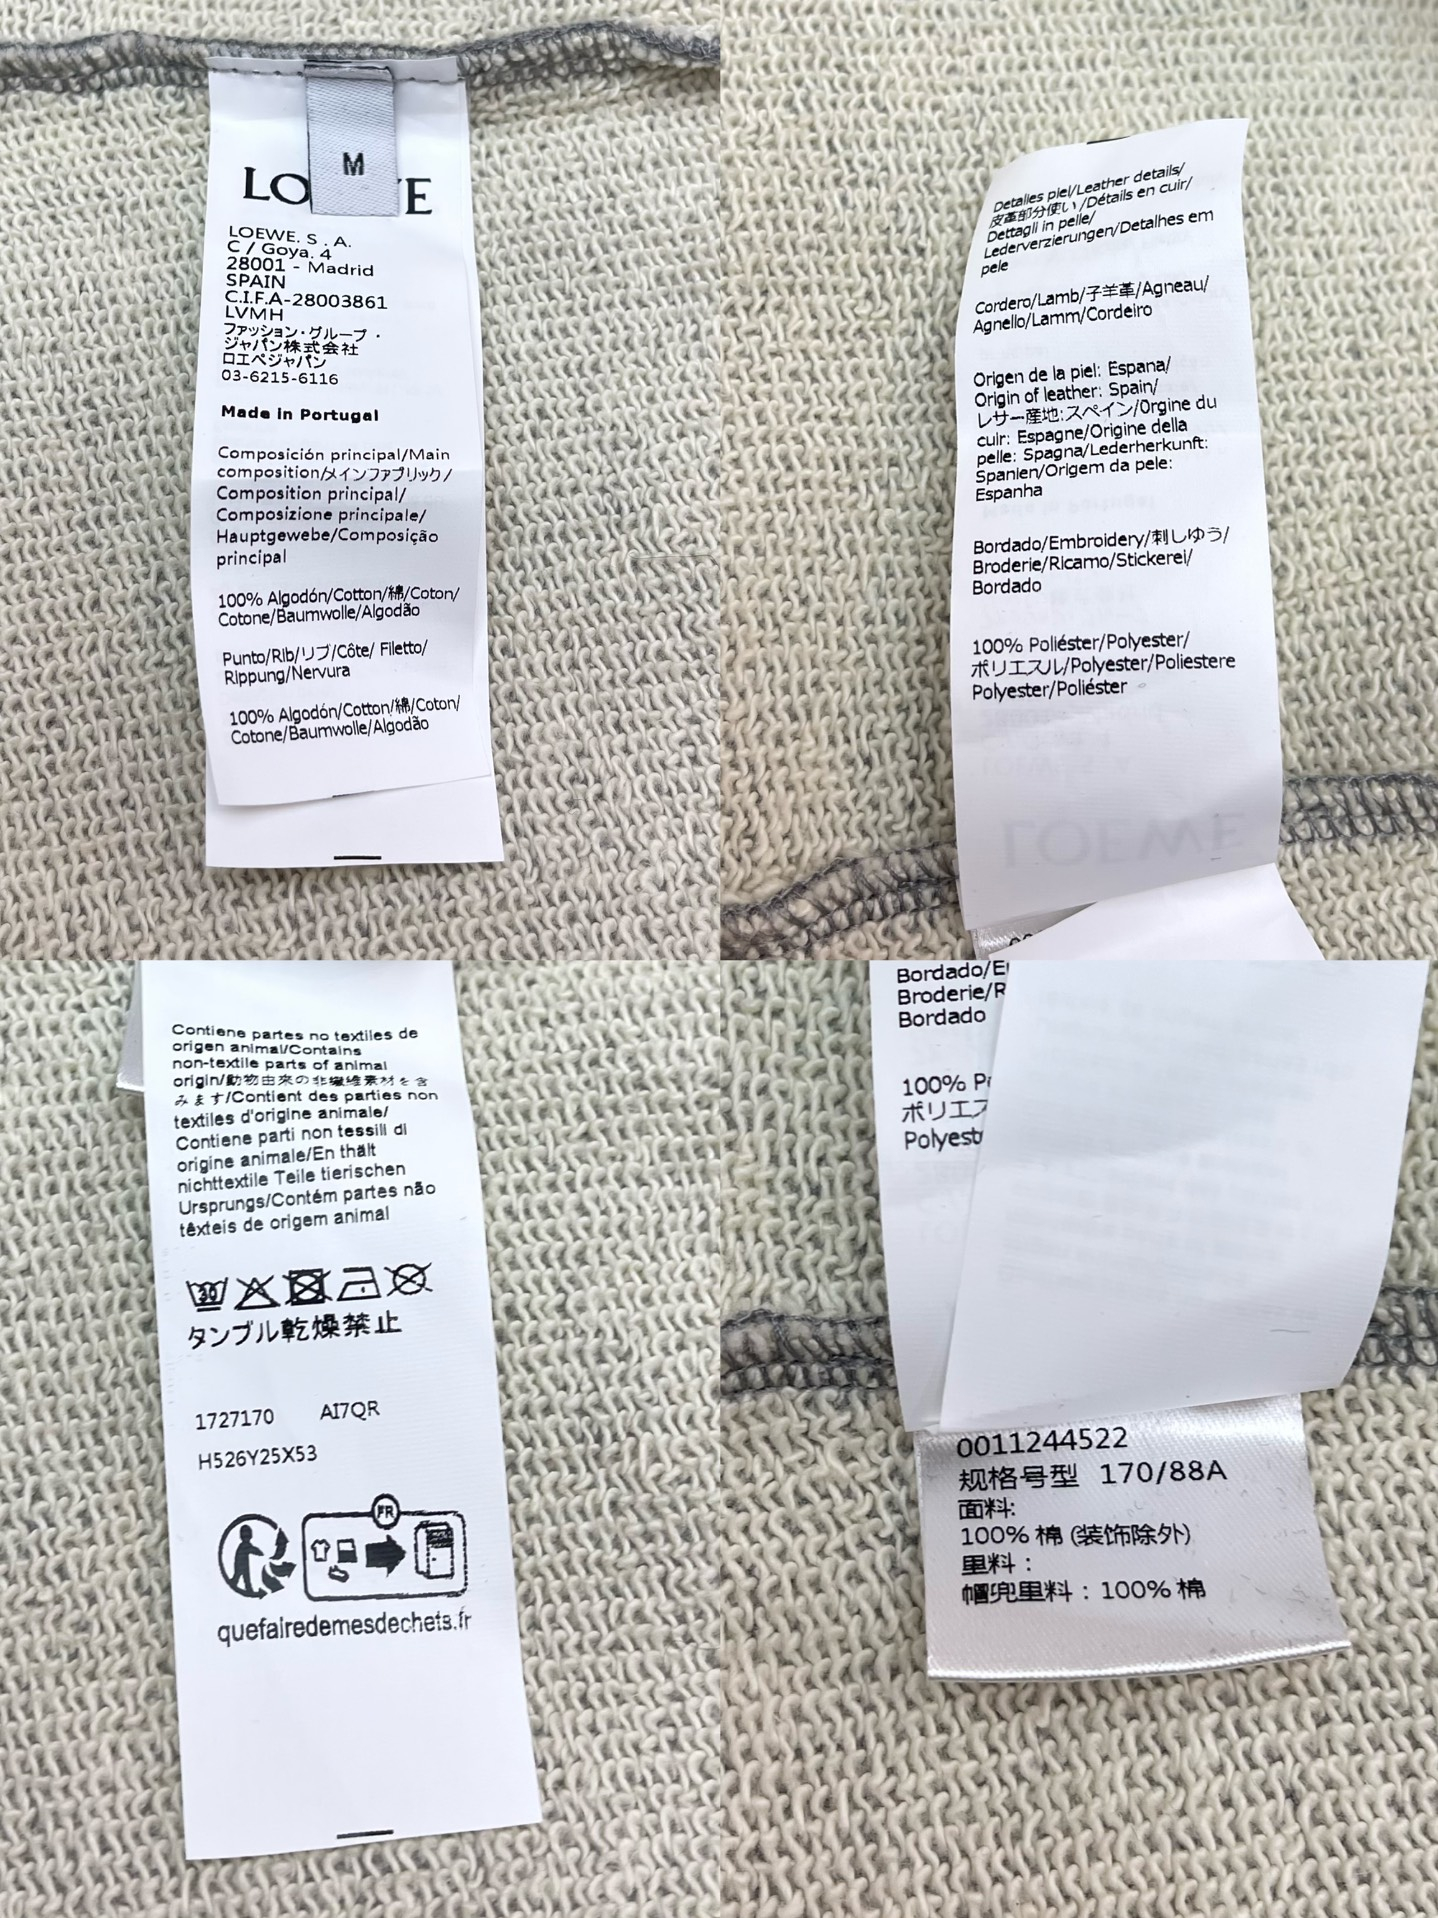 M
LO E
LOEWE. S . A.
C / Goya. 4
28001 - Madrid
SPAIN
C.I.F.A-28003861
LVMH
ファッション・グループ・
ジャパン株式会社
ロエベジャパン
03-6215-6116
Made in Portugal
Composición principal/Main
composition/メインファブリック/
Composition principal/
Composizione principale/
Hauptgewebe/Composição
principal
100% Algodón/Cotton/綿/Coton/
Cotone/Baumwolle/Algodão
Punto/Rib/リブ/Côte/ Filetto/
Rippung/Nervura
100% Algodón/Cotton/綿/Coton/
Cotone/Baumwolle/Algodão
Detalies piel/Leather details/
皮革部分使い/Détails en cuir/
Dettagli in pelle/
Lederverzierungen/Detalhes em
pele
Cordero/Lamb/子羊革/Agneau/
Agnello/Lamm/Cordeiro
Origen de la piel: Espana/
Origin of leather: Spain/
レザー産地:スペイン/Orgine du
cuir: Espagne/Origine della
pelle: Spagna/Lederherkunft:
Spanien/Origem da pele:
Espanha
Bordado/Embroidery/刺しゆう/
Broderie/Ricamo/Stickerei/
Bordado
100% Poliéster/Polyester/
ポリエスル/Polyester/Poliestere
Polyester/Poliéster
LOEWE
Contiene partes no textiles de
origen animal/Contains
non-textile parts of animal
origin/動物由来の非繊維素材を含
みます/Contient des parties non
textiles d'origine animale/
Contiene parti non tessili di
origine animale/En thält
nichttextile Teile tierischen
Ursprungs/Contém partes não
têxteis de origem animal
30
タンブル乾燥禁止
1727170 AI7QR
H526Y25X53
FR
quefairedemesdechets.fr
Bordado/E
Broderie/R
Bordado
100% P
ポリエス
Polyest
0011244522
规格号型 170/88A
面料:
100% 棉 (装饰除外)
里料:
帽兜里料:100% 棉